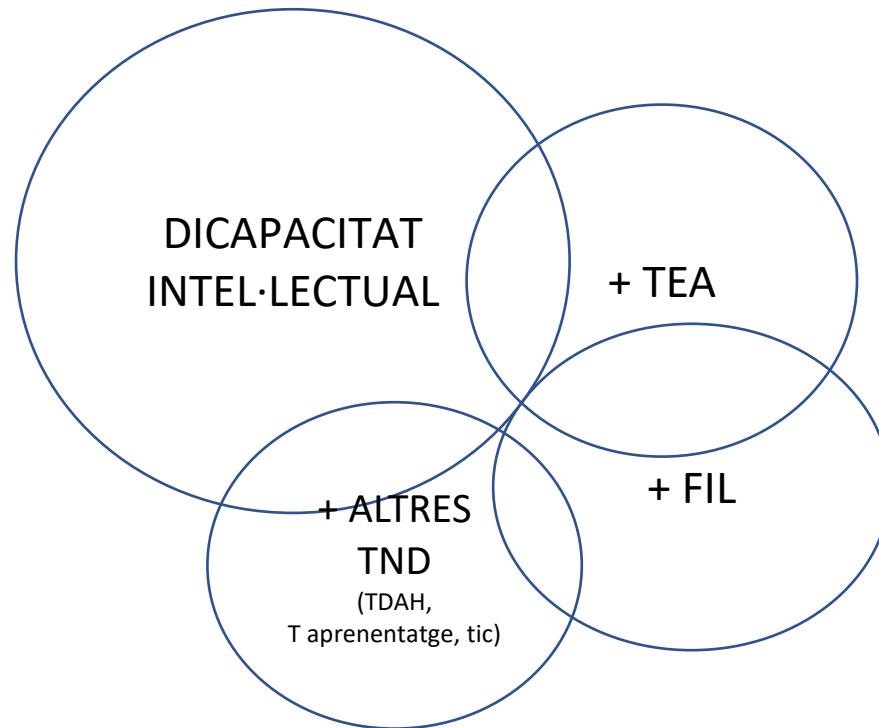 DICAPACITAT
INTEL·LECTUAL
+ TEA
+ FIL
+ ALTRES
TND
(TDAH,
T aprenentatge, tic)